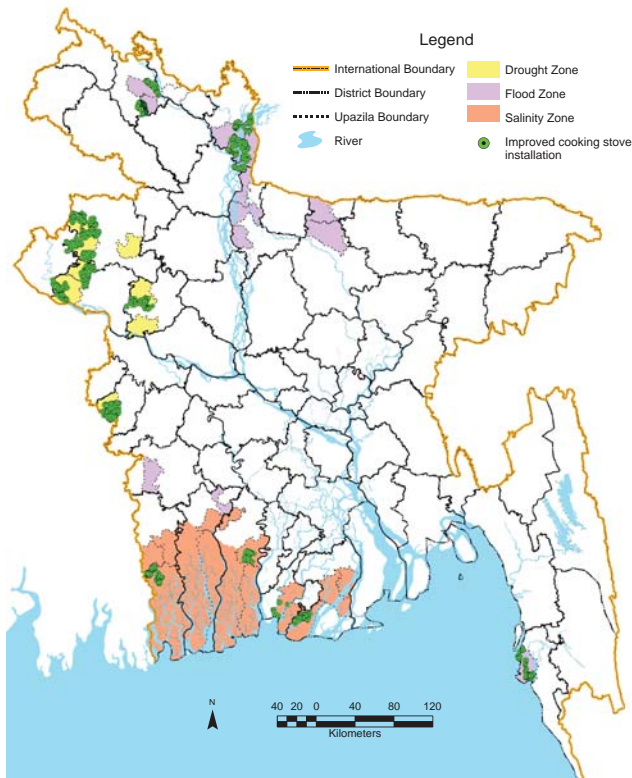 Legend
International Boundary
District Boundary
Upazila Boundary
River
Drought Zone
Flood Zone
Salinity Zone
Improved cooking stove
installation
N
40 20 0 40 80 120
Kilometers